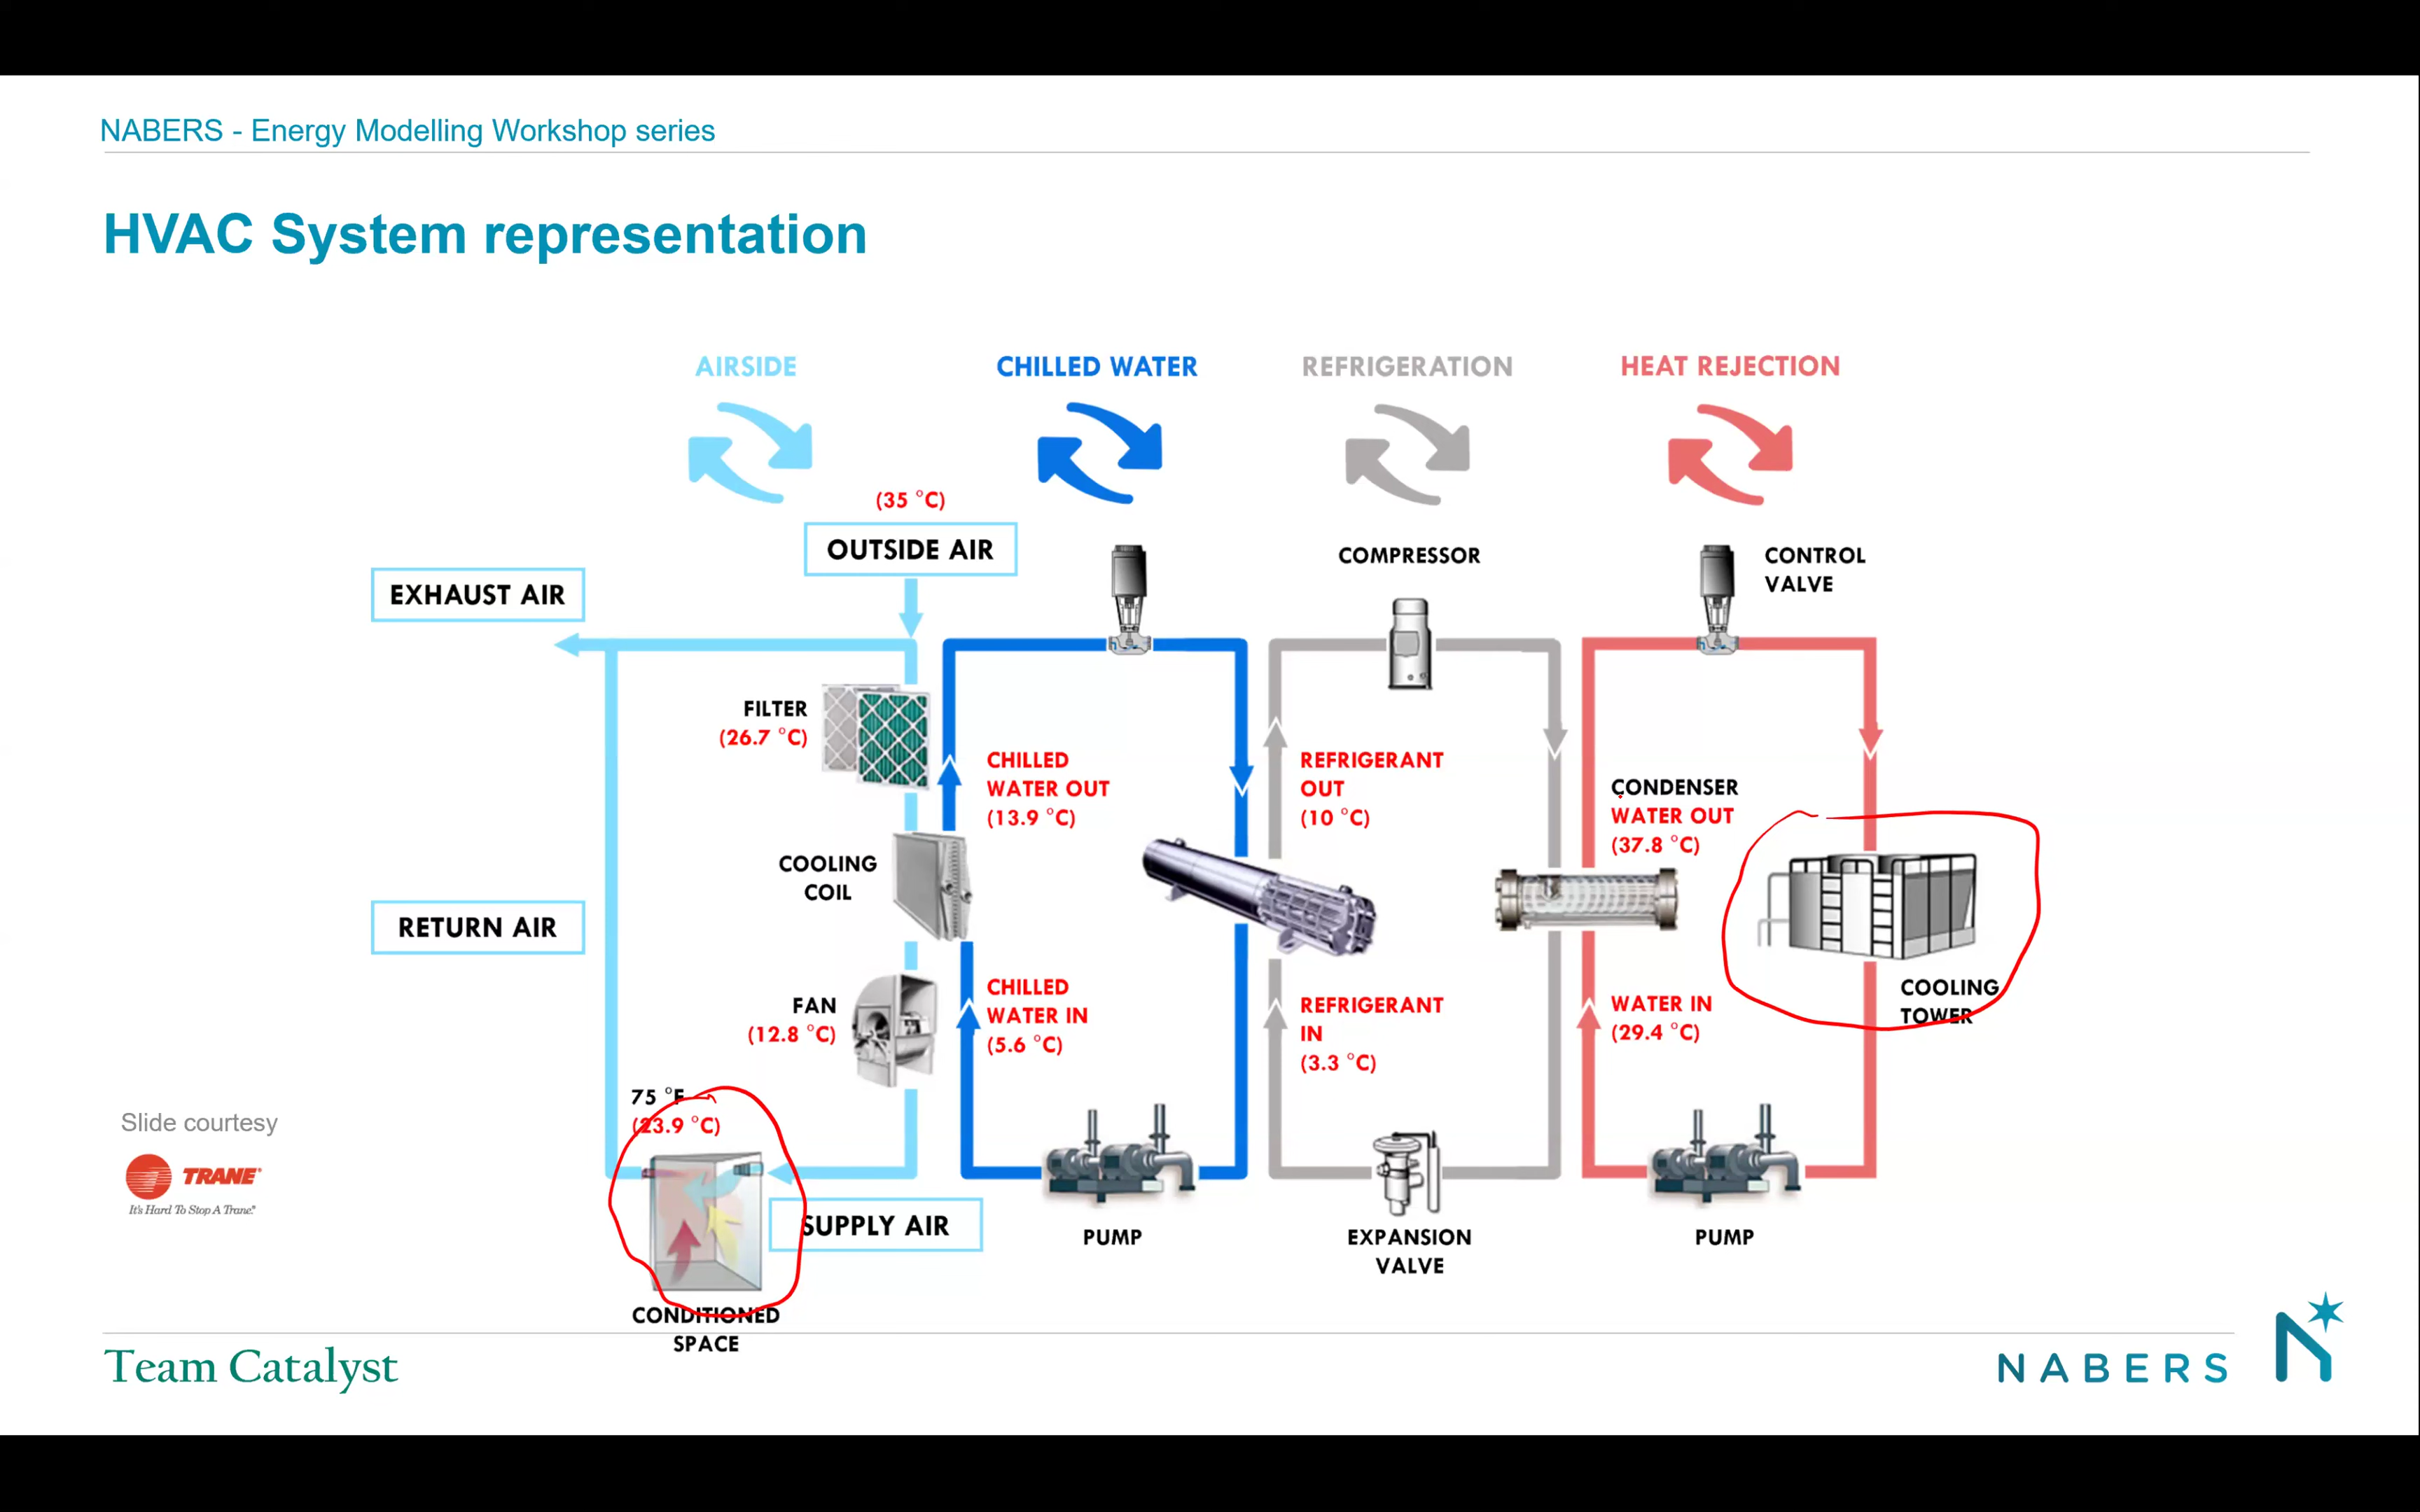 NABERS - Energy Modelling Workshop series
HVAC System representation
AIRSIDE
CHILLED WATER
REFRIGERATION
HEAT REJECTION
(35 °C)
OUTSIDE AIR
EXHAUST AIR
COMPRESSOR
CONTROL
VALVE
FILTER
(26.7 °C)
CHILLED
WATER OUT
(13.9 °C)
REFRIGERANT
OUT
(10 °C)
CONDENSER
WATER OUT
(37.8 °C)
COOLING
COIL
RETURN AIR
FAN
(12.8 °C)
CHILLED
WATER IN
(5.6 °C)
REFRIGERANT
IN
(3.3 °C)
WATER IN
(29.4 °C)
COOLING
TOWER
75 °F
(23.9 °C)
Slide courtesy
TRANE
It's Hard To Stop A Trane.®
SUPPLY AIR
PUMP
EXPANSION
VALVE
PUMP
CONDITIONED
SPACE
Team Catalyst
NABERS